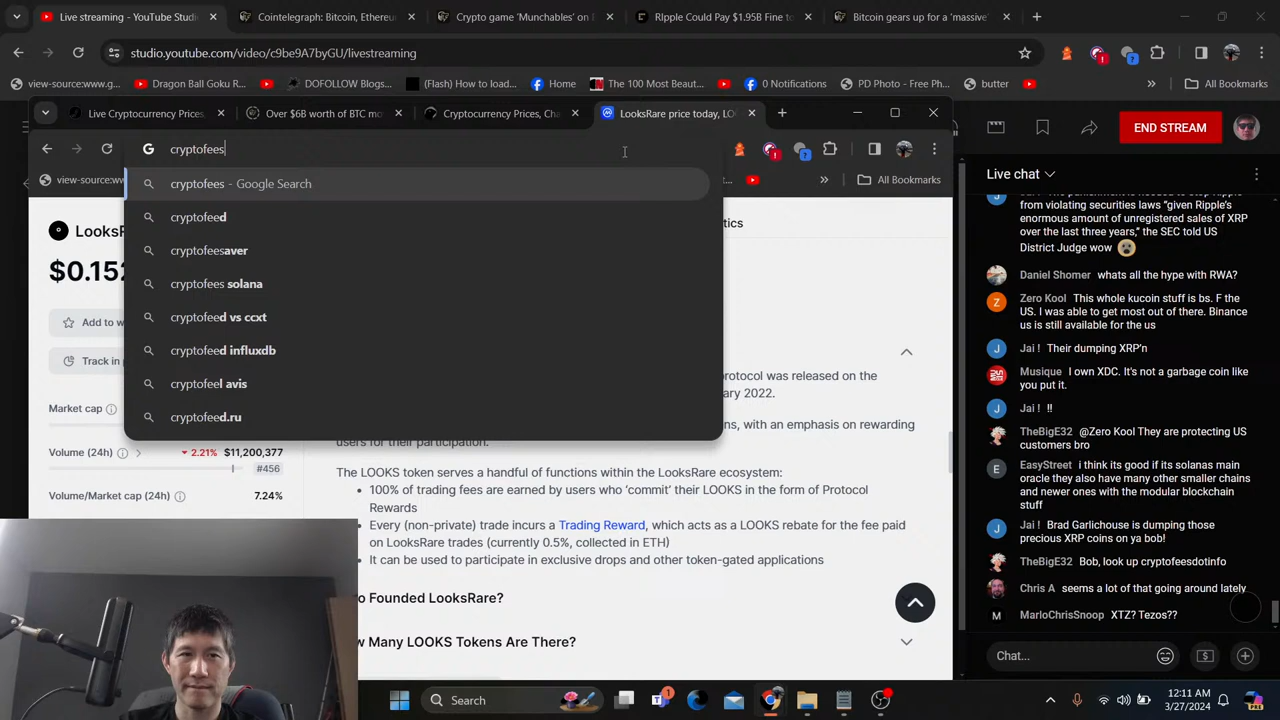 Live streaming - YouTube Studio
Cointelegraph: Bitcoin, Ethereu
Crypto game 'Munchables' on
Ripple Could Pay $1.95B Fine to
Bitcoin gears up for a 'massive'
studio.youtube.com/video/c9be9A7byGU/livestreaming
view-source:www.g...
Dragon Ball Goku R...
DOFOLLOW Blogs...
(Flash) How to load...
Home
The 100 Most Beaut...
0 Notifications
PD Photo - Free Ph...
butter
All Bookmarks
Live Cryptocurrency Prices,
Over $6B worth of BTC mo
Cryptocurrency Prices, Cha
LooksRare price today, LO
cryptofees
view-source:ww
All Bookmarks
cryptofees - Google Search
cryptofeed
cryptofeesaver
cryptofees solana
cryptofeed vs ccxt
cryptofeed influxdb
cryptofeel avis
cryptofeed.ru
LooksR
$0.152
Add to w
Track in p
Market cap
Volume (24h)
2.21% $11,200,377
#456
Volume/Market cap (24h)
7.24%
tics
protocol was released on the
ary 2022.
ns, with an emphasis on rewarding
users for their participation.
The LOOKS token serves a handful of functions within the LooksRare ecosystem:
• 100% of trading fees are earned by users who 'commit' their LOOKS in the form of Protocol
Rewards
• Every (non-private) trade incurs a Trading Reward, which acts as a LOOKS rebate for the fee paid
on LooksRare trades (currently 0.5%, collected in ETH)
• It can be used to participate in exclusive drops and other token-gated applications
o Founded LooksRare?
w Many LOOKS Tokens Are There?
END STREAM
Live chat
from violating securities laws "given Ripple's
enormous amount of unregistered sales of XRP
over the last three years," the SEC told US
District Judge wow
Daniel Shomer whats all the hype with RWA?
Zero Kool This whole kucoin stuff is bs. F the
US. I was able to get most out of there. Binance
us is still available for the us
Jai ! Their dumping XRP'n
Musique I own XDC. It's not a garbage coin like
you put it.
Jai ! !!
TheBigE32 @Zero Kool They are protecting US
customers bro
EasyStreet i think its good if its solanas main
oracle they also have many other smaller chains
and newer ones with the modular blockchain
stuff
Jai ! Brad Garlichouse is dumping those
precious XRP coins on ya bob!
TheBigE32 Bob, look up cryptofeesdotinfo
Chris A seems a lot of that going around lately
MarloChrisSnoop XTZ? Tezos??
Chat...
Search
12:11 AM
3/27/2024